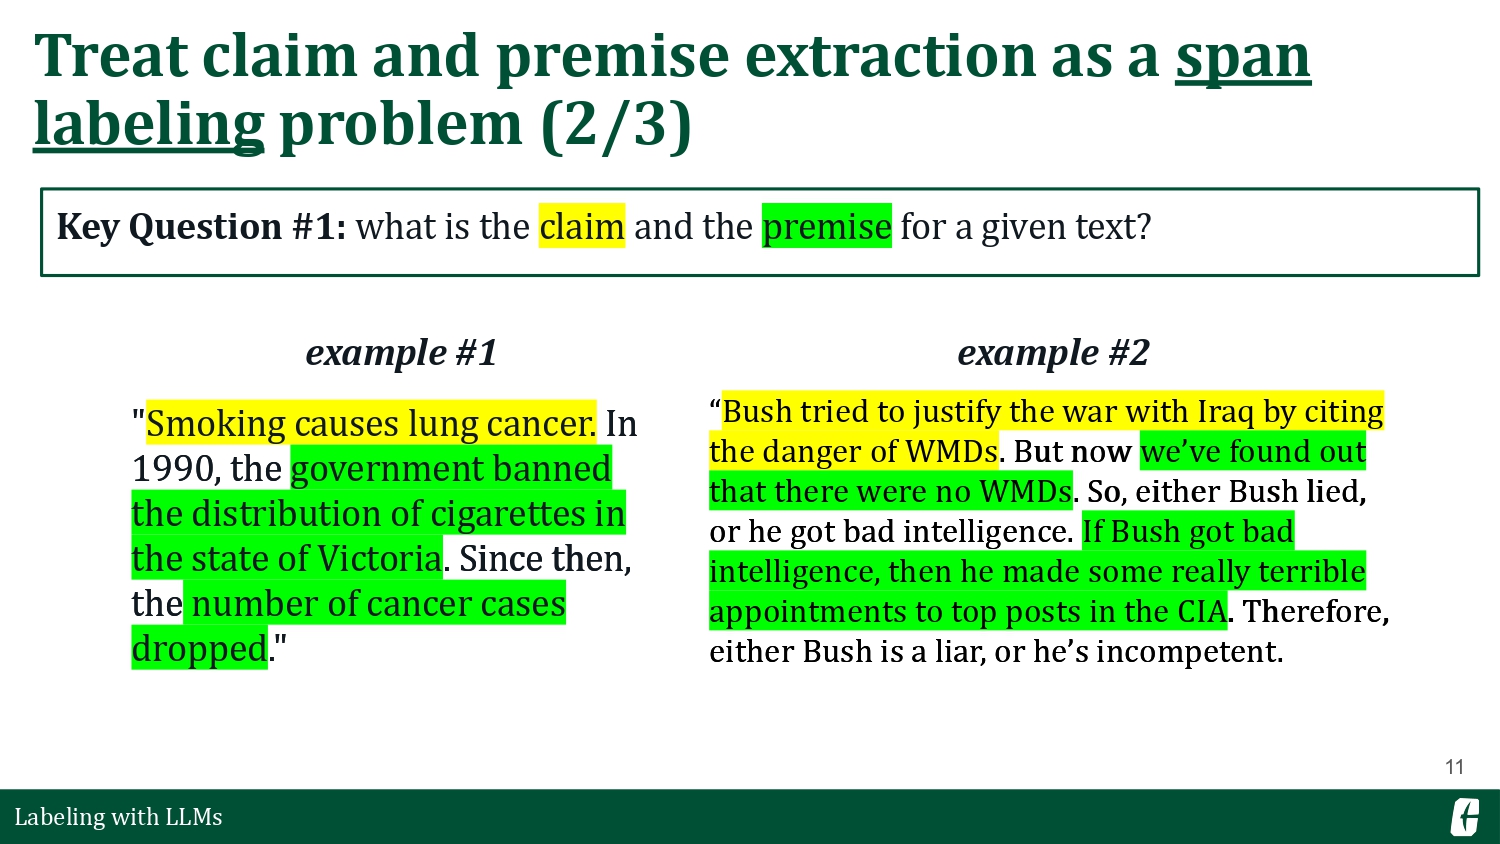 Treat claim and premise extraction as a span
labeling problem (2/3)
Key Question #1: what is the claim and the premise for a given text?
example #1
"Smoking causes lung cancer. In
1990, the government banned
the distribution of cigarettes in
the state of Victoria. Since then,
the number of cancer cases
dropped."
example #2
“Bush tried to justify the war with Iraq by citing
the danger of WMDs. But now we’ve found out
that there were no WMDs. So, either Bush lied,
or he got bad intelligence. If Bush got bad
intelligence, then he made some really terrible
appointments to top posts in the CIA. Therefore,
either Bush is a liar, or he’s incompetent.
11
Labeling with LLMs